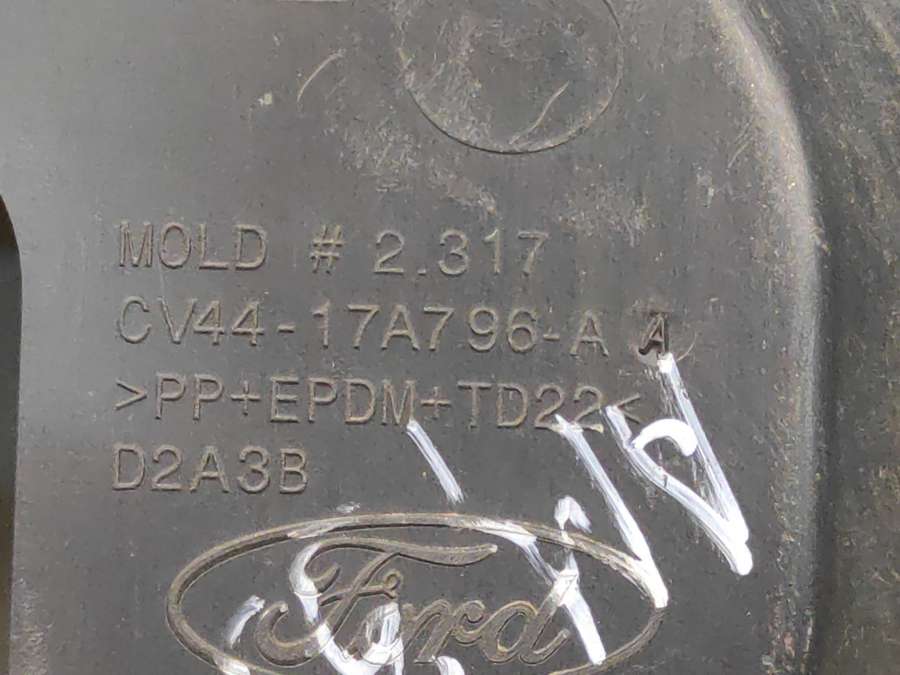 MOLD # 2.317
CV44-17A796-A A
>PP+EPDM+TD22<
D2A3B
Ford